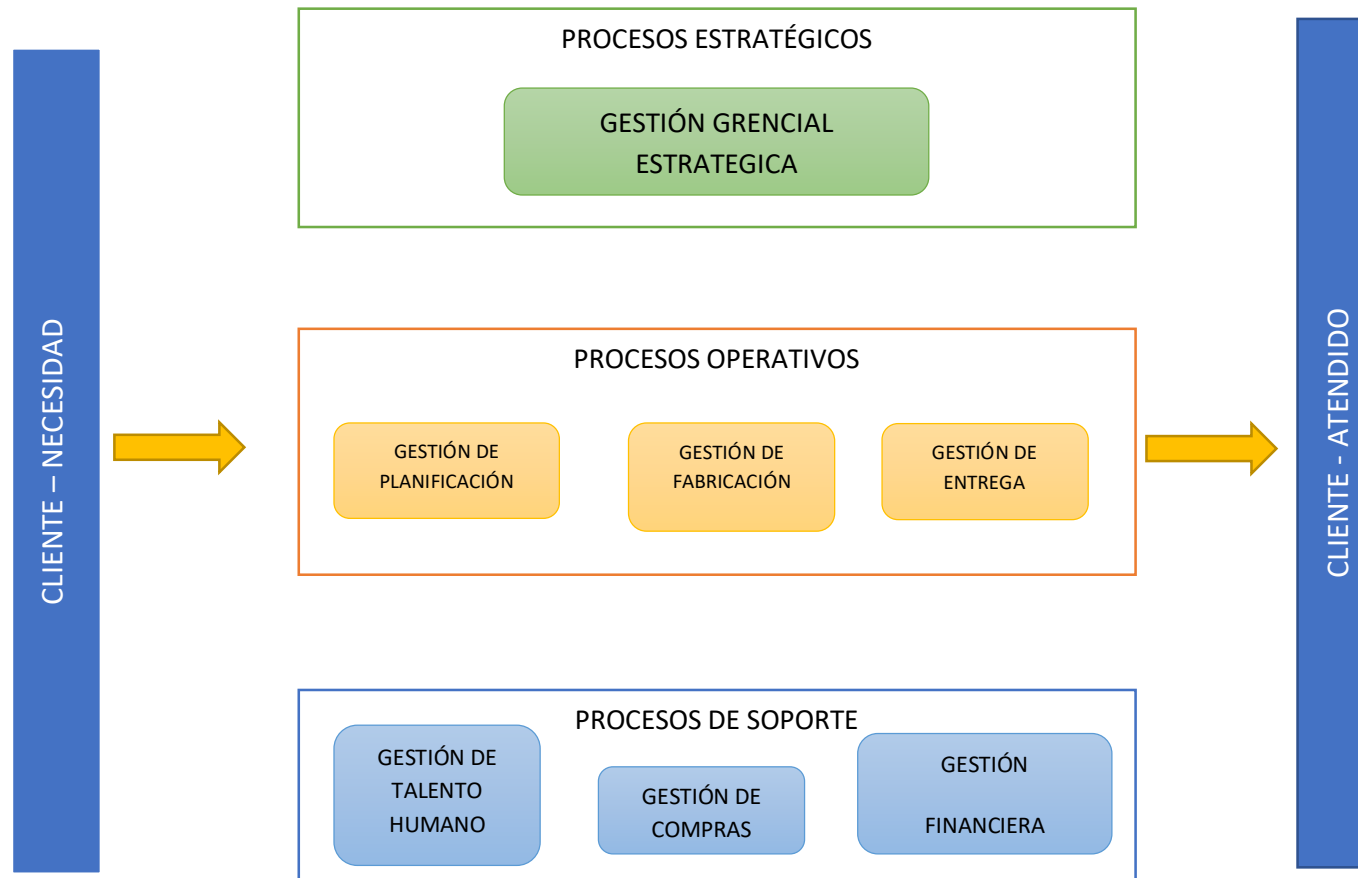 CLIENTE – NECESIDAD
PROCESOS ESTRATÉGICOS
GESTIÓN GRENCIAL
ESTRATEGICA
PROCESOS OPERATIVOS
GESTIÓN DE
PLANIFICACIÓN
GESTIÓN DE
FABRICACIÓN
GESTIÓN DE
ENTREGA
PROCESOS DE SOPORTE
GESTIÓN DE
TALENTO
HUMANO
GESTIÓN DE
COMPRAS
GESTIÓN
FINANCIERA
CLIENTE - ATENDIDO